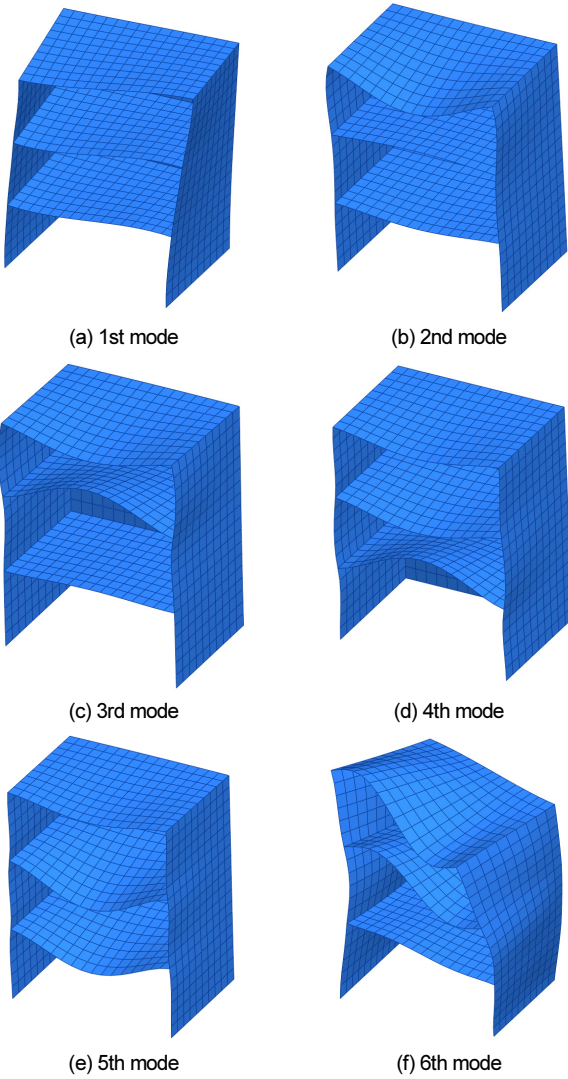 (a) 1st mode
(b) 2nd mode
(c) 3rd mode
(d) 4th mode
(e) 5th mode
(f) 6th mode